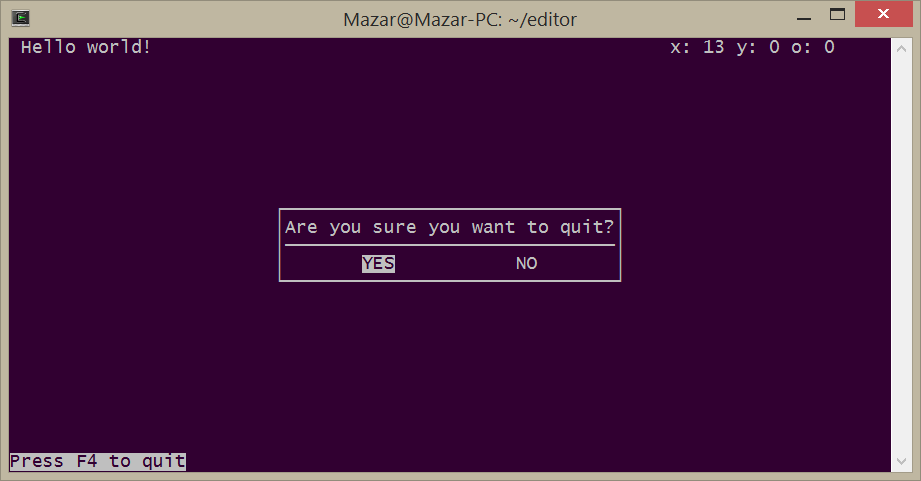 Mazar@Mazar-PC: ~/editor
Hello world! x: 13 y: 0 o: 0
Are you sure you want to quit?
YES NO
Press F4 to quit